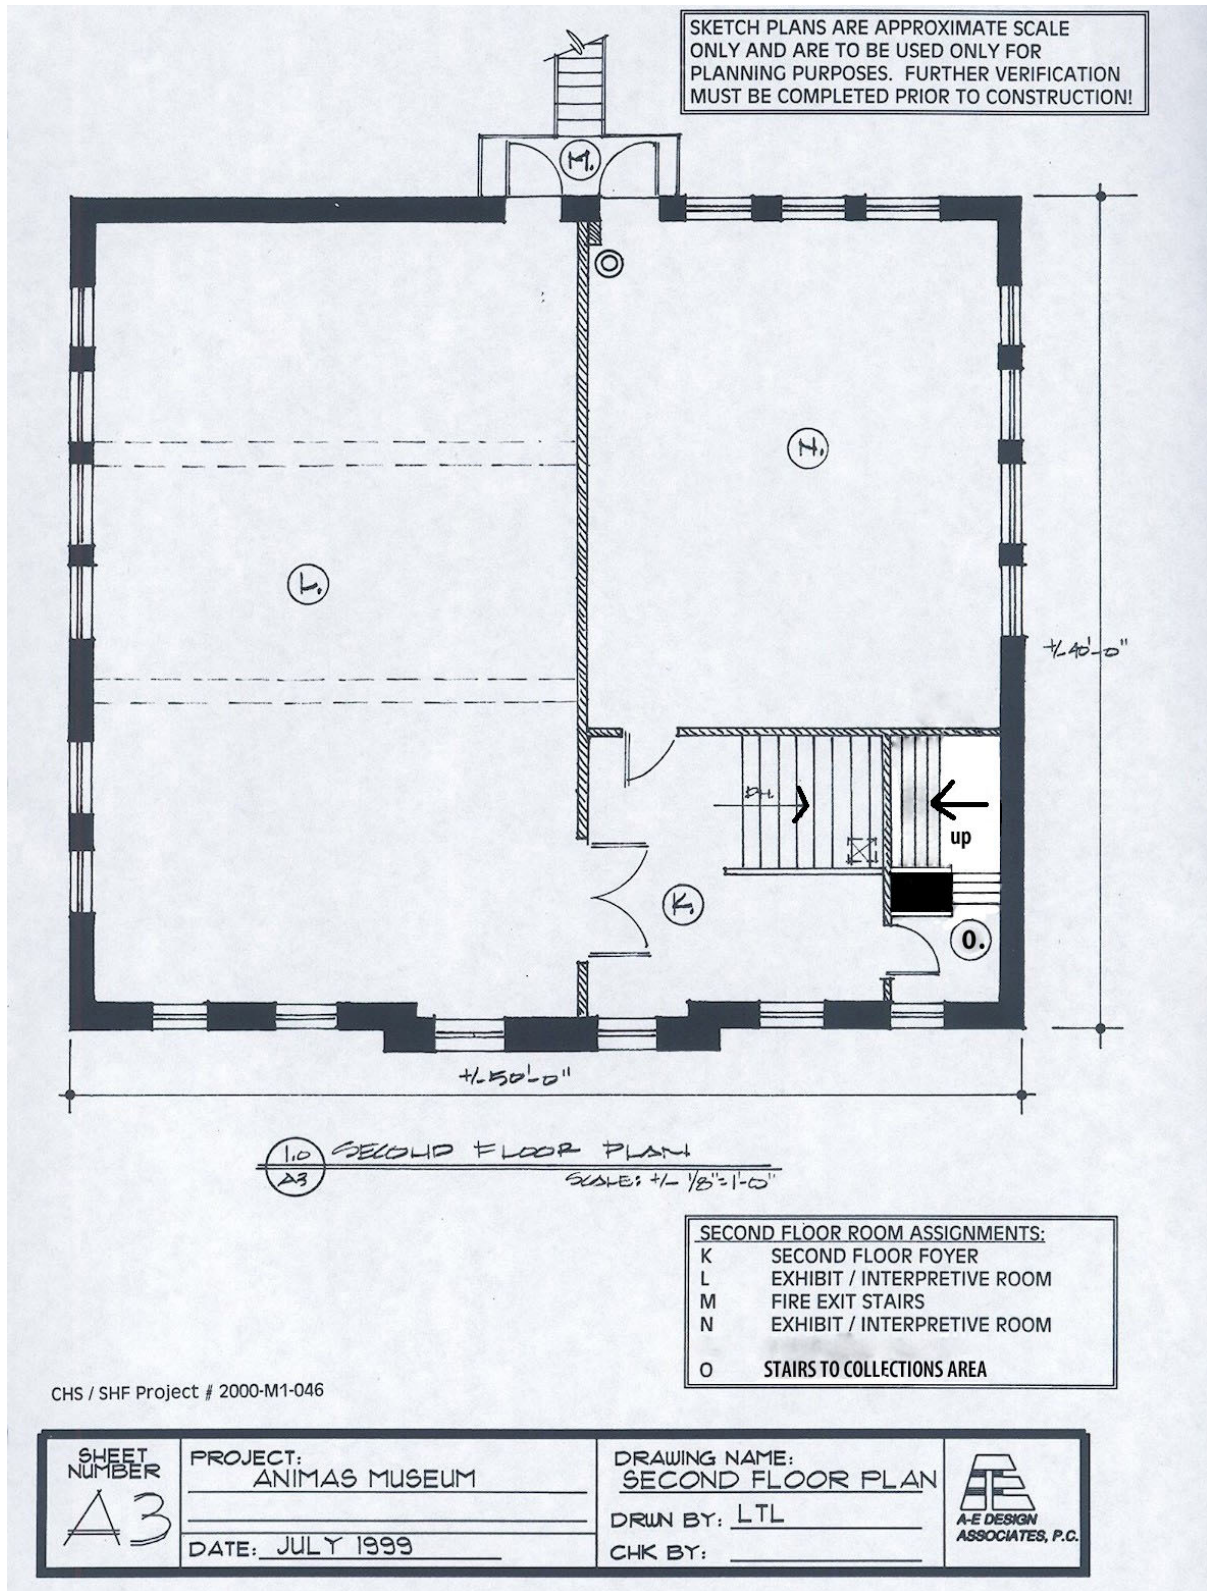 SKETCH PLANS ARE APPROXIMATE SCALE
ONLY AND ARE TO BE USED ONLY FOR
PLANNING PURPOSES. FURTHER VERIFICATION
MUST BE COMPLETED PRIOR TO CONSTRUCTION!
M.
N.
L.
+/- 40'-0"
DN.
up
K.
O.
+/- 50'-0"
1.0
A3
SECOND FLOOR PLAN
SCALE: +/- 1/8"=1'-0"
SECOND FLOOR ROOM ASSIGNMENTS:
K SECOND FLOOR FOYER
L EXHIBIT / INTERPRETIVE ROOM
M FIRE EXIT STAIRS
N EXHIBIT / INTERPRETIVE ROOM
O STAIRS TO COLLECTIONS AREA
CHS / SHF Project # 2000-M1-046
SHEET
NUMBER
A3
PROJECT:
ANIMAS MUSEUM
DATE: JULY 1999
DRAWING NAME:
SECOND FLOOR PLAN
DRWN BY: LTL
CHK BY:
A-E DESIGN
ASSOCIATES, P.C.